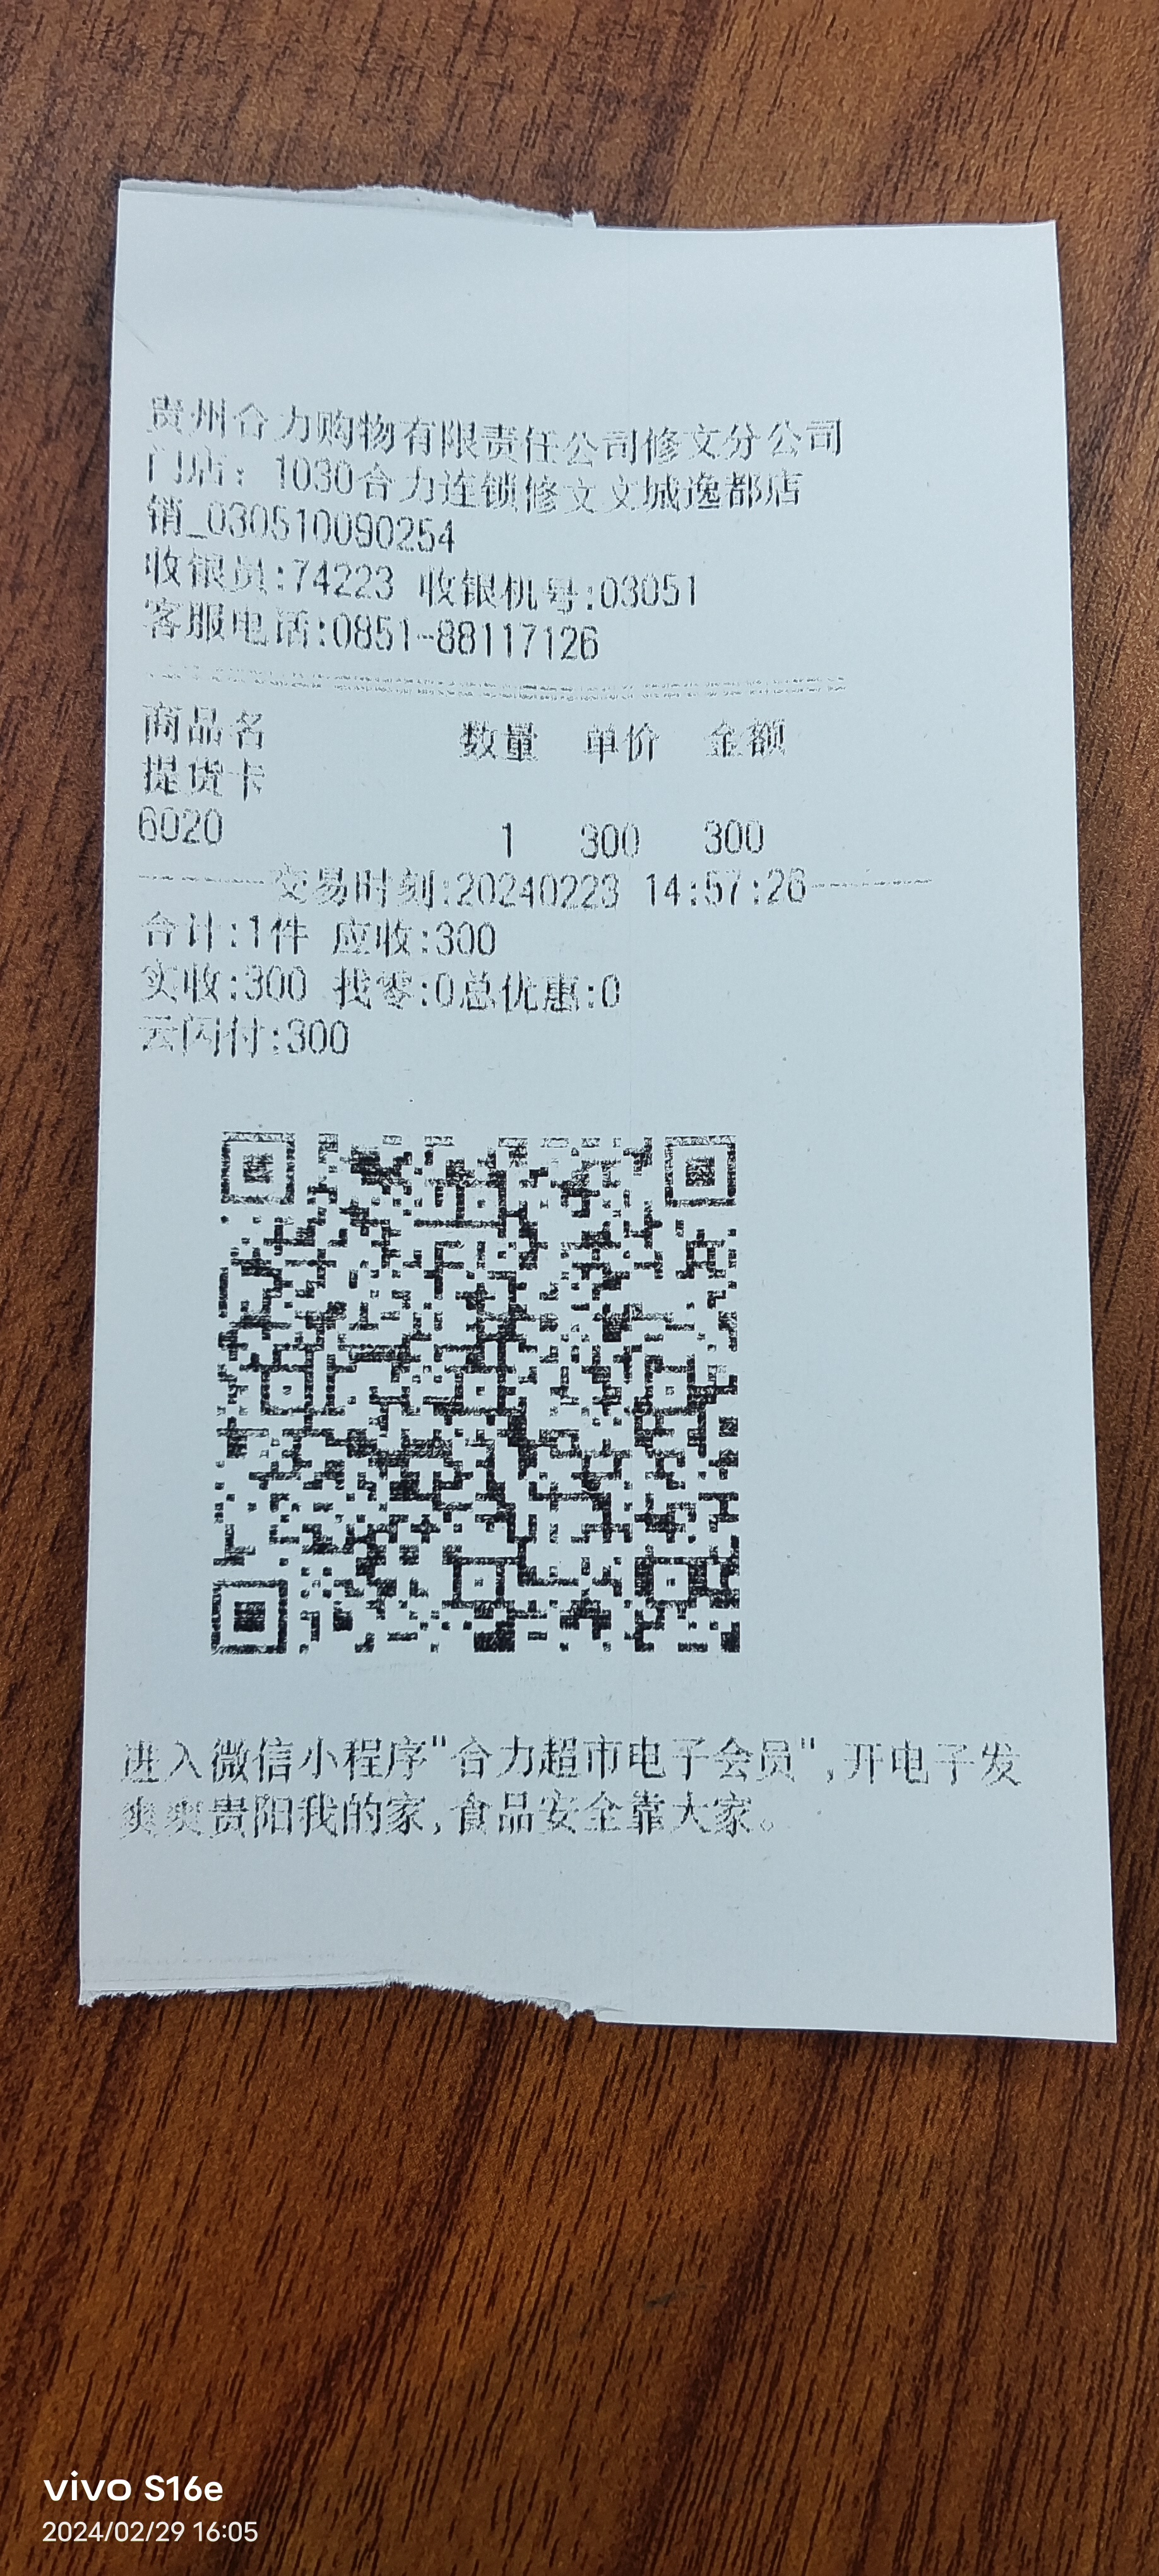 贵州合力购物有限责任公司修文分公司
门店: 1030合力连锁修文文城逸都店
销_030510090254
收银员:74223 收银机号:03051
客服电话:0851-88117126
商品名 数量 单价 金额
提货卡
6020 1 300 300
交易时刻:20240223 14:57:26
合计:1件 应收:300
实收:300 找零:0总优惠:0
云闪付:300
进入微信小程序"合力超市电子会员",开电子发
爽爽贵阳我的家,食品安全靠大家。
vivo S16e
2024/02/29 16:05